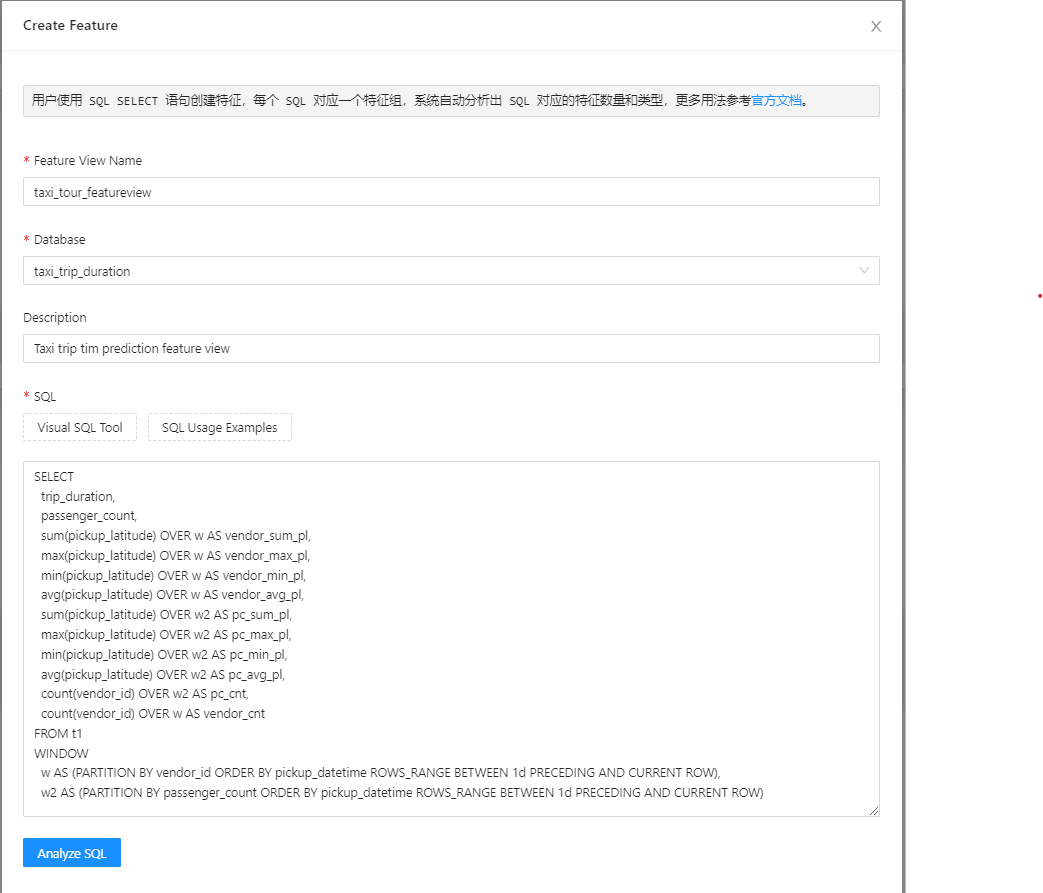 Create Feature
用户使用 SQL SELECT 语句创建特征，每个 SQL 对应一个特征组，系统自动分析出 SQL 对应的特征数量和类型，更多用法参考官方文档。
* Feature View Name
taxi_tour_featureview
* Database
taxi_trip_duration
Description
Taxi trip tim prediction feature view
* SQL
Visual SQL Tool
SQL Usage Examples
SELECT
trip_duration,
passenger_count,
sum(pickup_latitude) OVER w AS vendor_sum_pl,
max(pickup_latitude) OVER w AS vendor_max_pl,
min(pickup_latitude) OVER w AS vendor_min_pl,
avg(pickup_latitude) OVER w AS vendor_avg_pl,
sum(pickup_latitude) OVER w2 AS pc_sum_pl,
max(pickup_latitude) OVER w2 AS pc_max_pl,
min(pickup_latitude) OVER w2 AS pc_min_pl,
avg(pickup_latitude) OVER w2 AS pc_avg_pl,
count(vendor_id) OVER w2 AS pc_cnt,
count(vendor_id) OVER w AS vendor_cnt
FROM t1
WINDOW
w AS (PARTITION BY vendor_id ORDER BY pickup_datetime ROWS_RANGE BETWEEN 1d PRECEDING AND CURRENT ROW),
w2 AS (PARTITION BY passenger_count ORDER BY pickup_datetime ROWS_RANGE BETWEEN 1d PRECEDING AND CURRENT ROW)
Analyze SQL